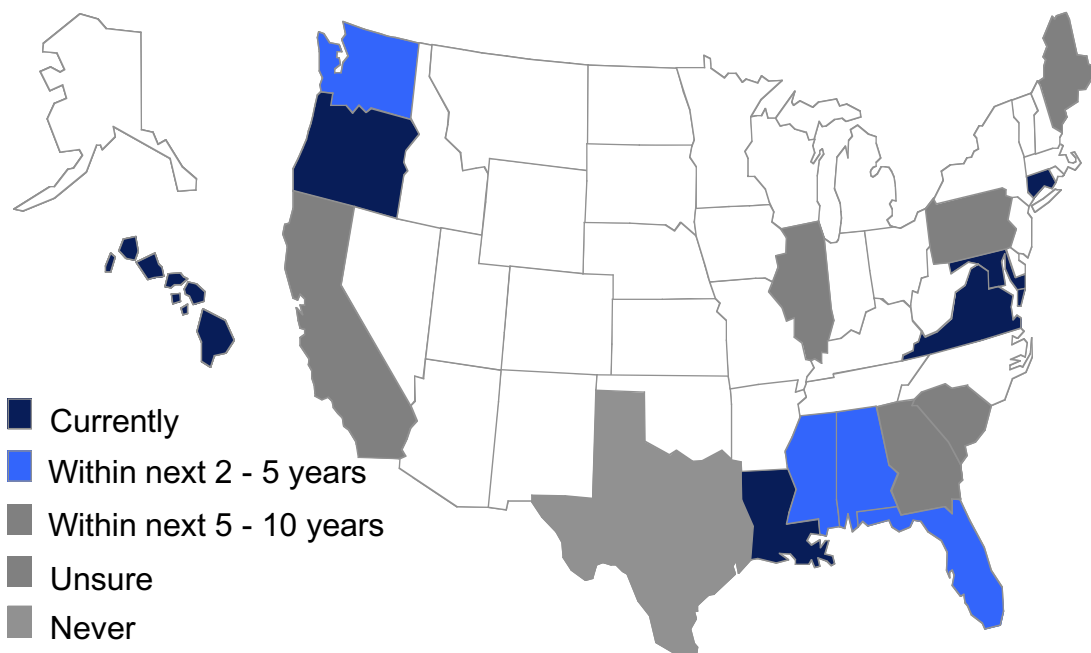 Currently
Within next 2 - 5 years
Within next 5 - 10 years
Unsure
Never